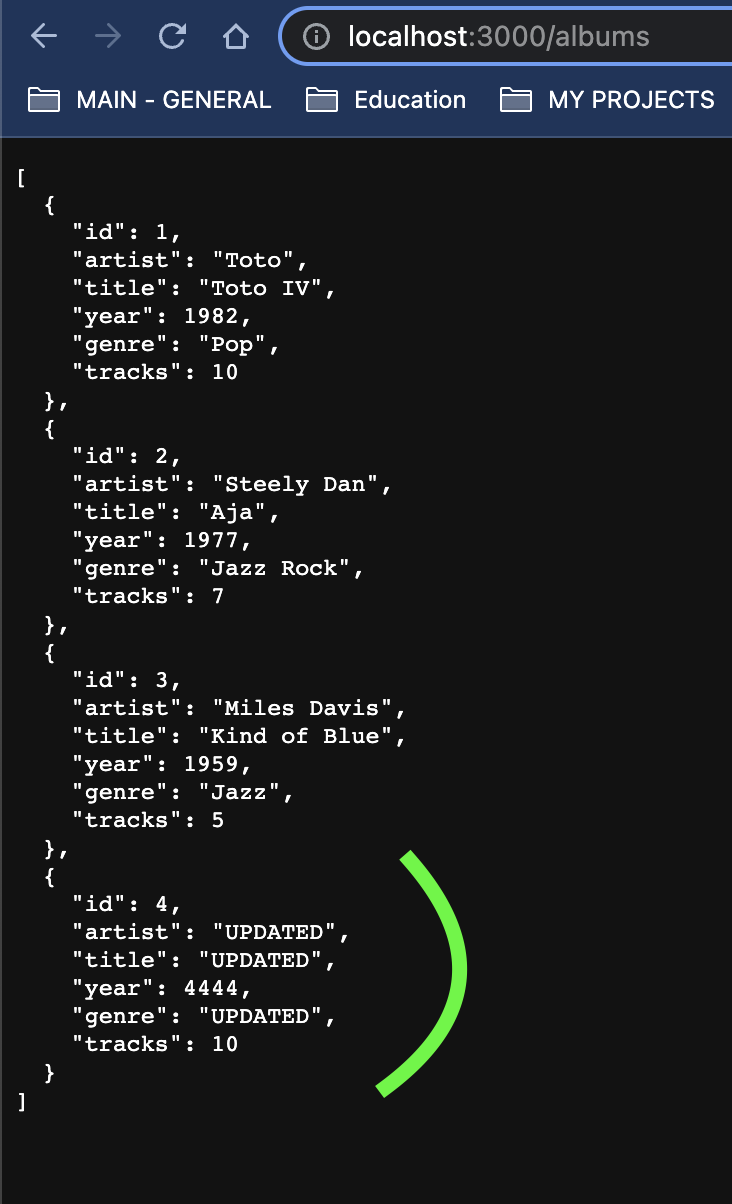 localhost:3000/albums
MAIN - GENERAL Education MY PROJECTS
[
  {
    "id": 1,
    "artist": "Toto",
    "title": "Toto IV",
    "year": 1982,
    "genre": "Pop",
    "tracks": 10
  },
  {
    "id": 2,
    "artist": "Steely Dan",
    "title": "Aja",
    "year": 1977,
    "genre": "Jazz Rock",
    "tracks": 7
  },
  {
    "id": 3,
    "artist": "Miles Davis",
    "title": "Kind of Blue",
    "year": 1959,
    "genre": "Jazz",
    "tracks": 5
  },
  {
    "id": 4,
    "artist": "UPDATED",
    "title": "UPDATED",
    "year": 4444,
    "genre": "UPDATED",
    "tracks": 10
  }
]